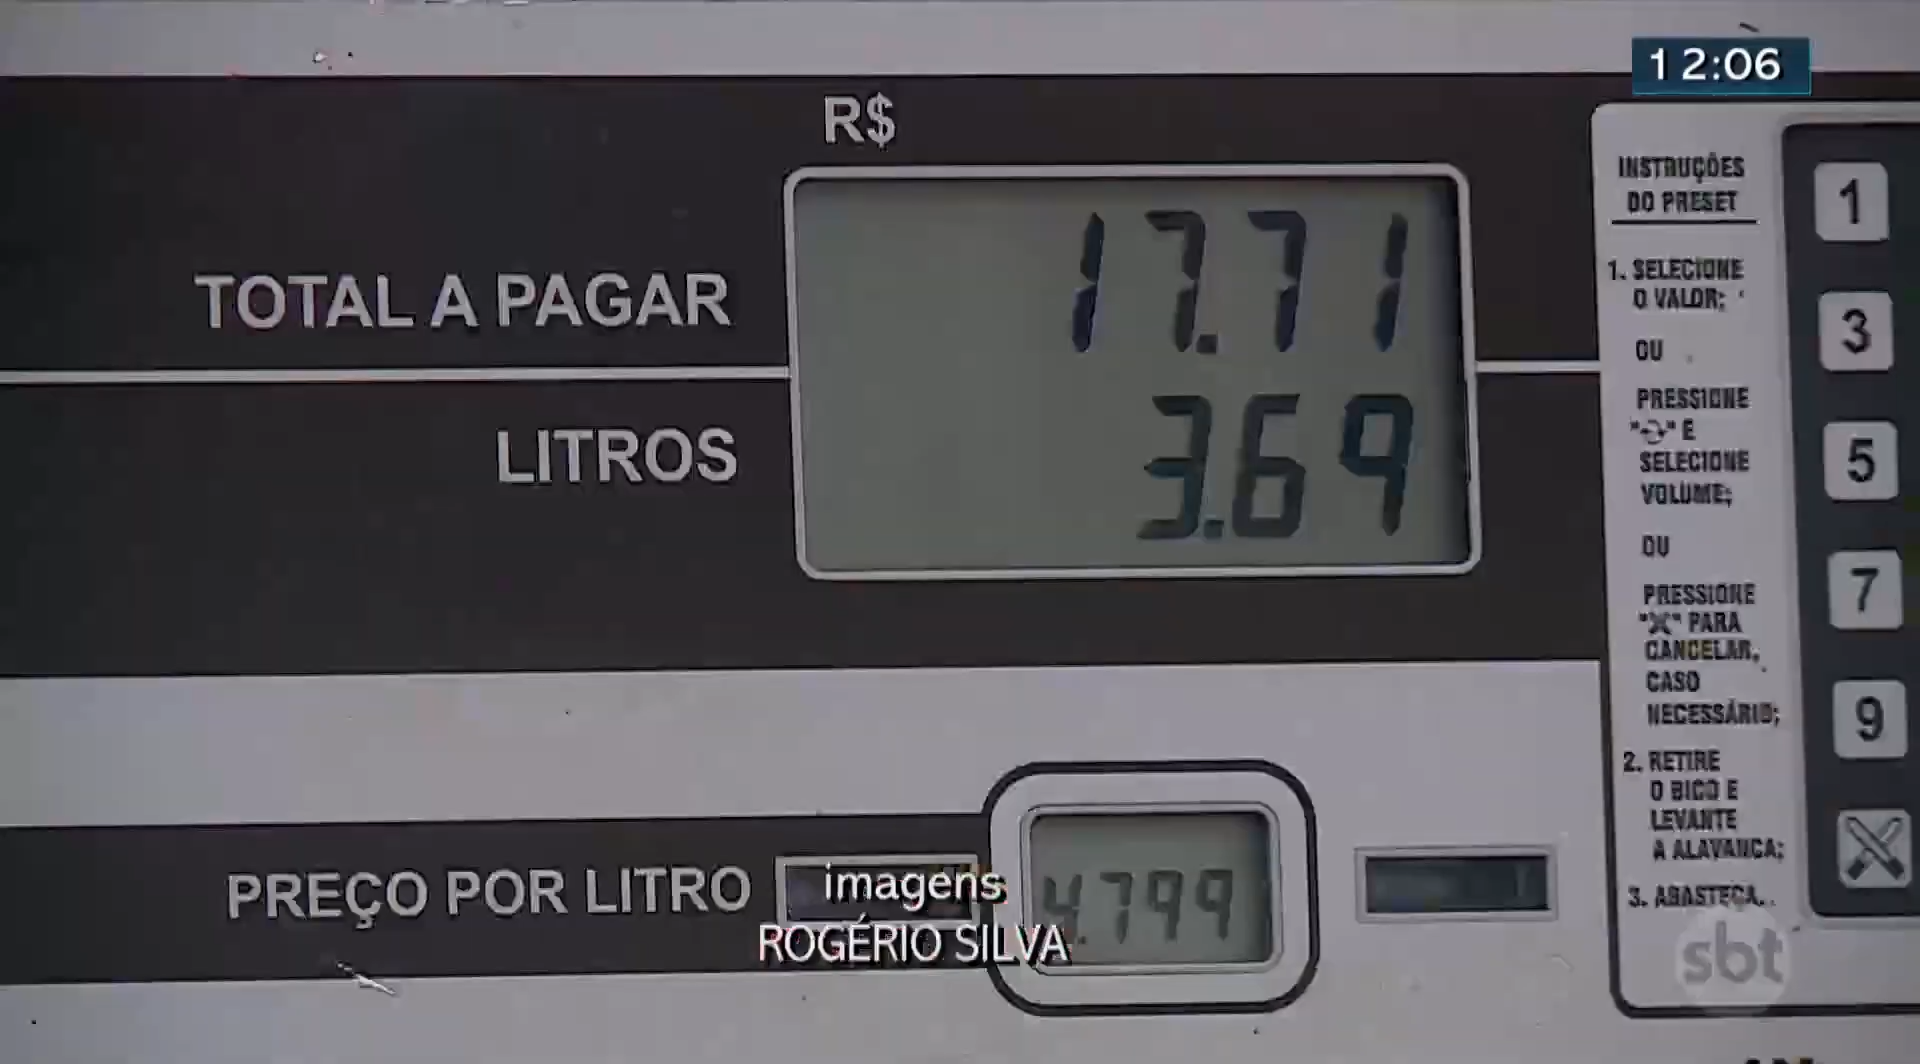 12:06
R$
TOTAL A PAGAR
17.71
LITROS
3.69
PREÇO POR LITRO
4.799
imagens
ROGÉRIO SILVA
INSTRUÇÕES
DO PRESET
1. SELECIONE
O VALOR;
OU
PRESSIONE
" " E
SELECIONE
VOLUME;
OU
PRESSIONE
"X" PARA
CANCELAR,
CASO
NECESSÁRIO;
2. RETIRE
O BICO E
LEVANTE
A ALAVANCA;
3. ABASTEÇA.
1
3
5
7
9
sbt